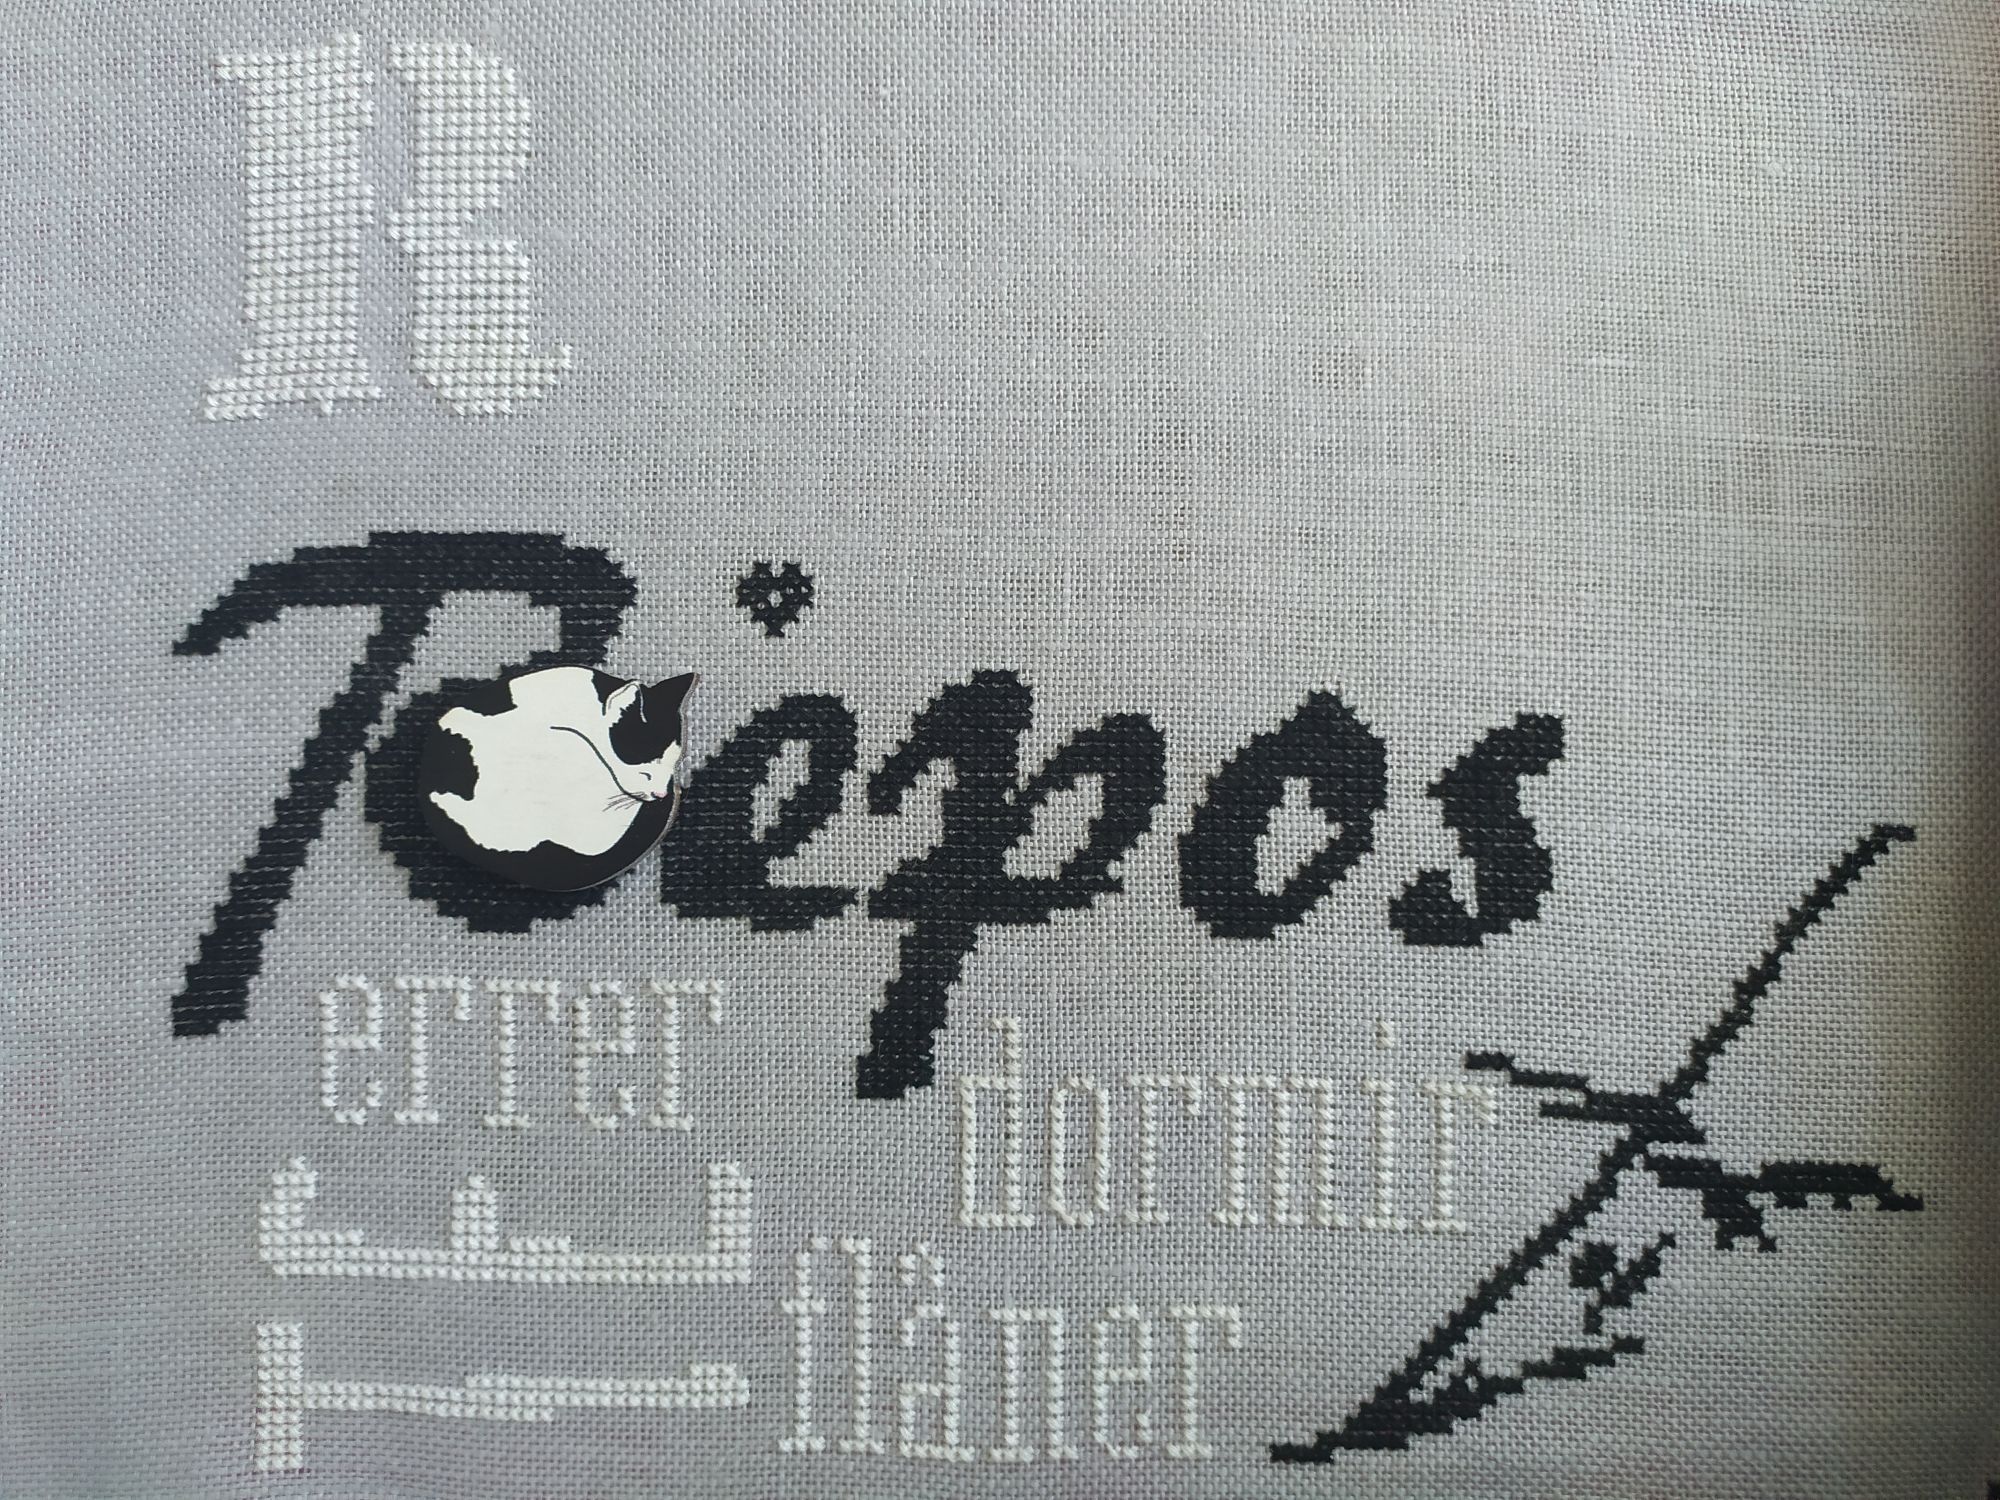 R
Repos
errer
dormir
flâner